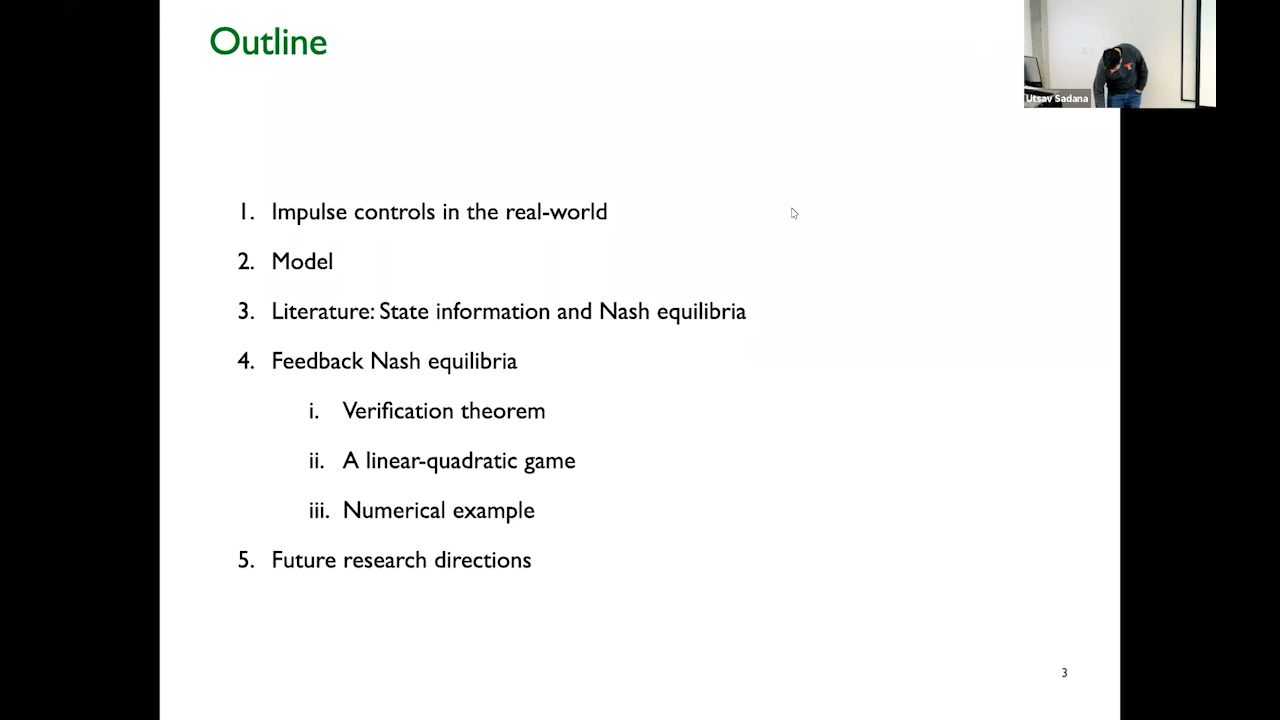 Outline
Utsav Sadana
1. Impulse controls in the real-world
2. Model
3. Literature: State information and Nash equilibria
4. Feedback Nash equilibria
i. Verification theorem
ii. A linear-quadratic game
iii. Numerical example
5. Future research directions
3